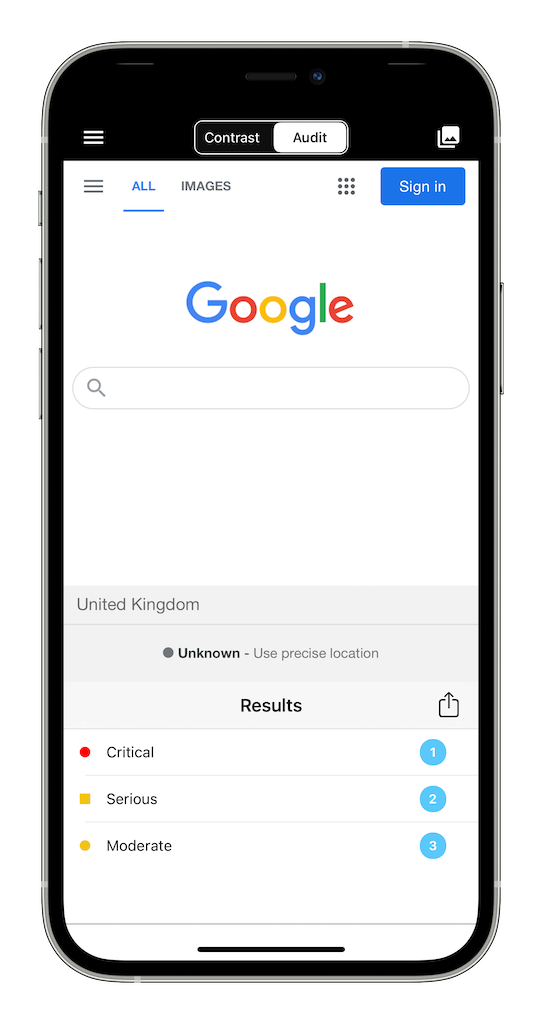 Contrast Audit
ALL IMAGES Sign in
Google
United Kingdom
Unknown - Use precise location
Results
Critical 1
Serious 2
Moderate 3